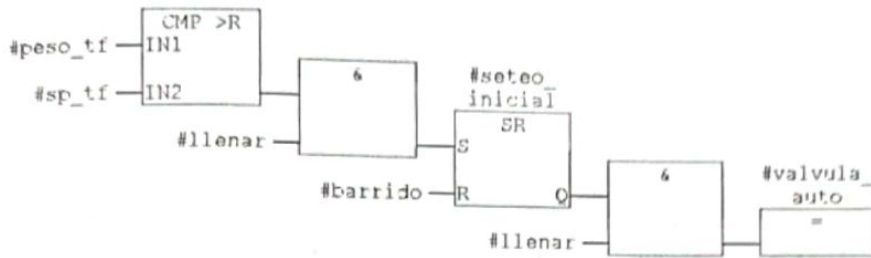 CMP >R
#peso_tf IN1
#sp_tf IN2
&
#llenar
#seteo_
inicial
SR
S
#barrido R Q
&
#llenar
#valvula_
auto
=